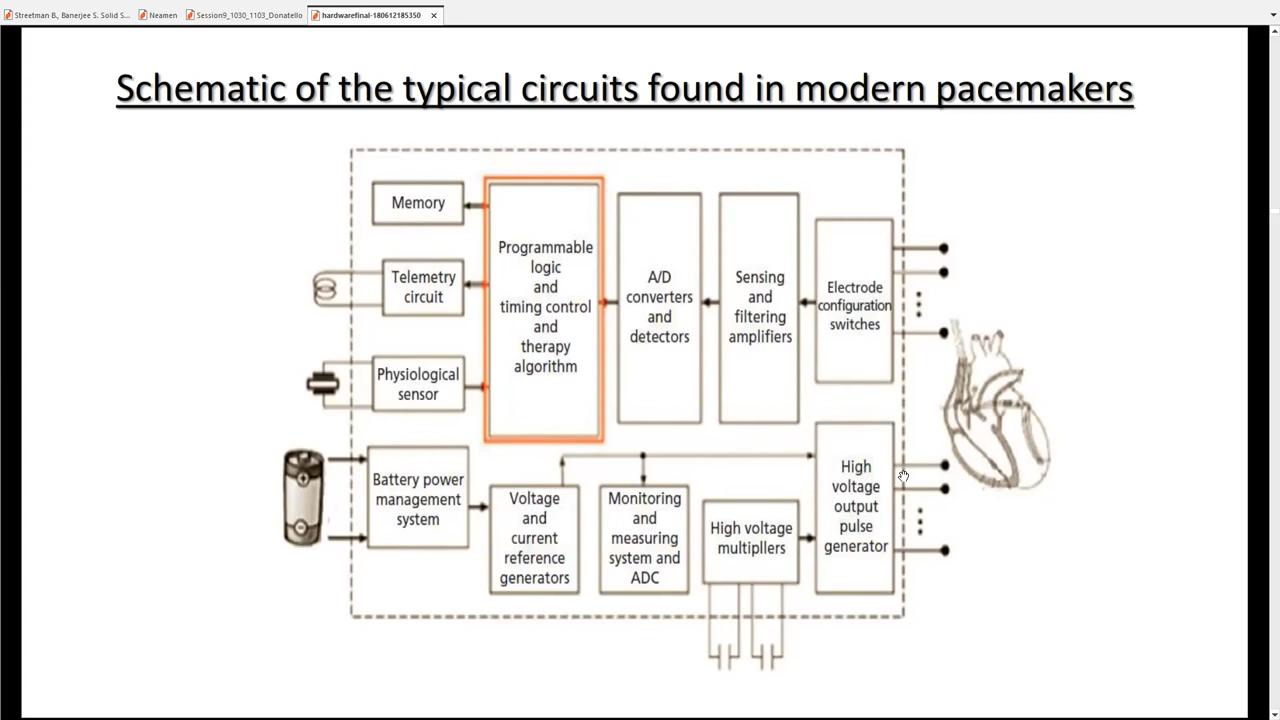 Streetman B., Banerjee S. Solid S...
Neamen
Session9_1030_1103_Donatello
hardwarefinal-180612185350
Schematic of the typical circuits found in modern pacemakers
Memory
Telemetry
circuit
Physiological
sensor
Programmable
logic
and
timing control
and
therapy
algorithm
A/D
converters
and
detectors
Sensing
and
filtering
amplifiers
Electrode
configuration
switches
Battery power
management
system
Voltage
and
current
reference
generators
Monitoring
and
measuring
system and
ADC
High voltage
multipllers
High
voltage
output
pulse
generator